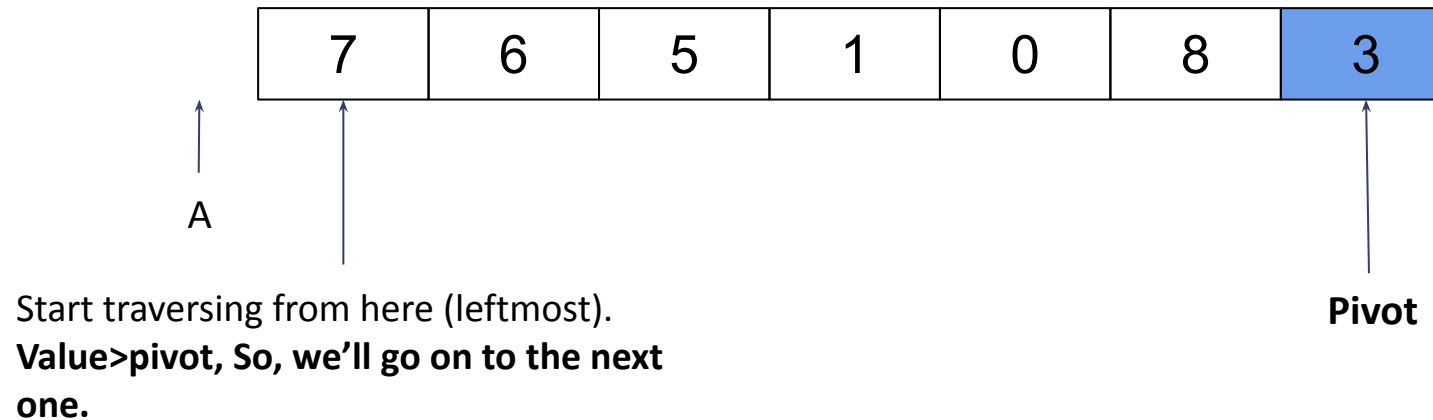 7 6 5 1 0 8 3
A
Start traversing from here (leftmost).
Value>pivot, So, we’ll go on to the next
one.
Pivot